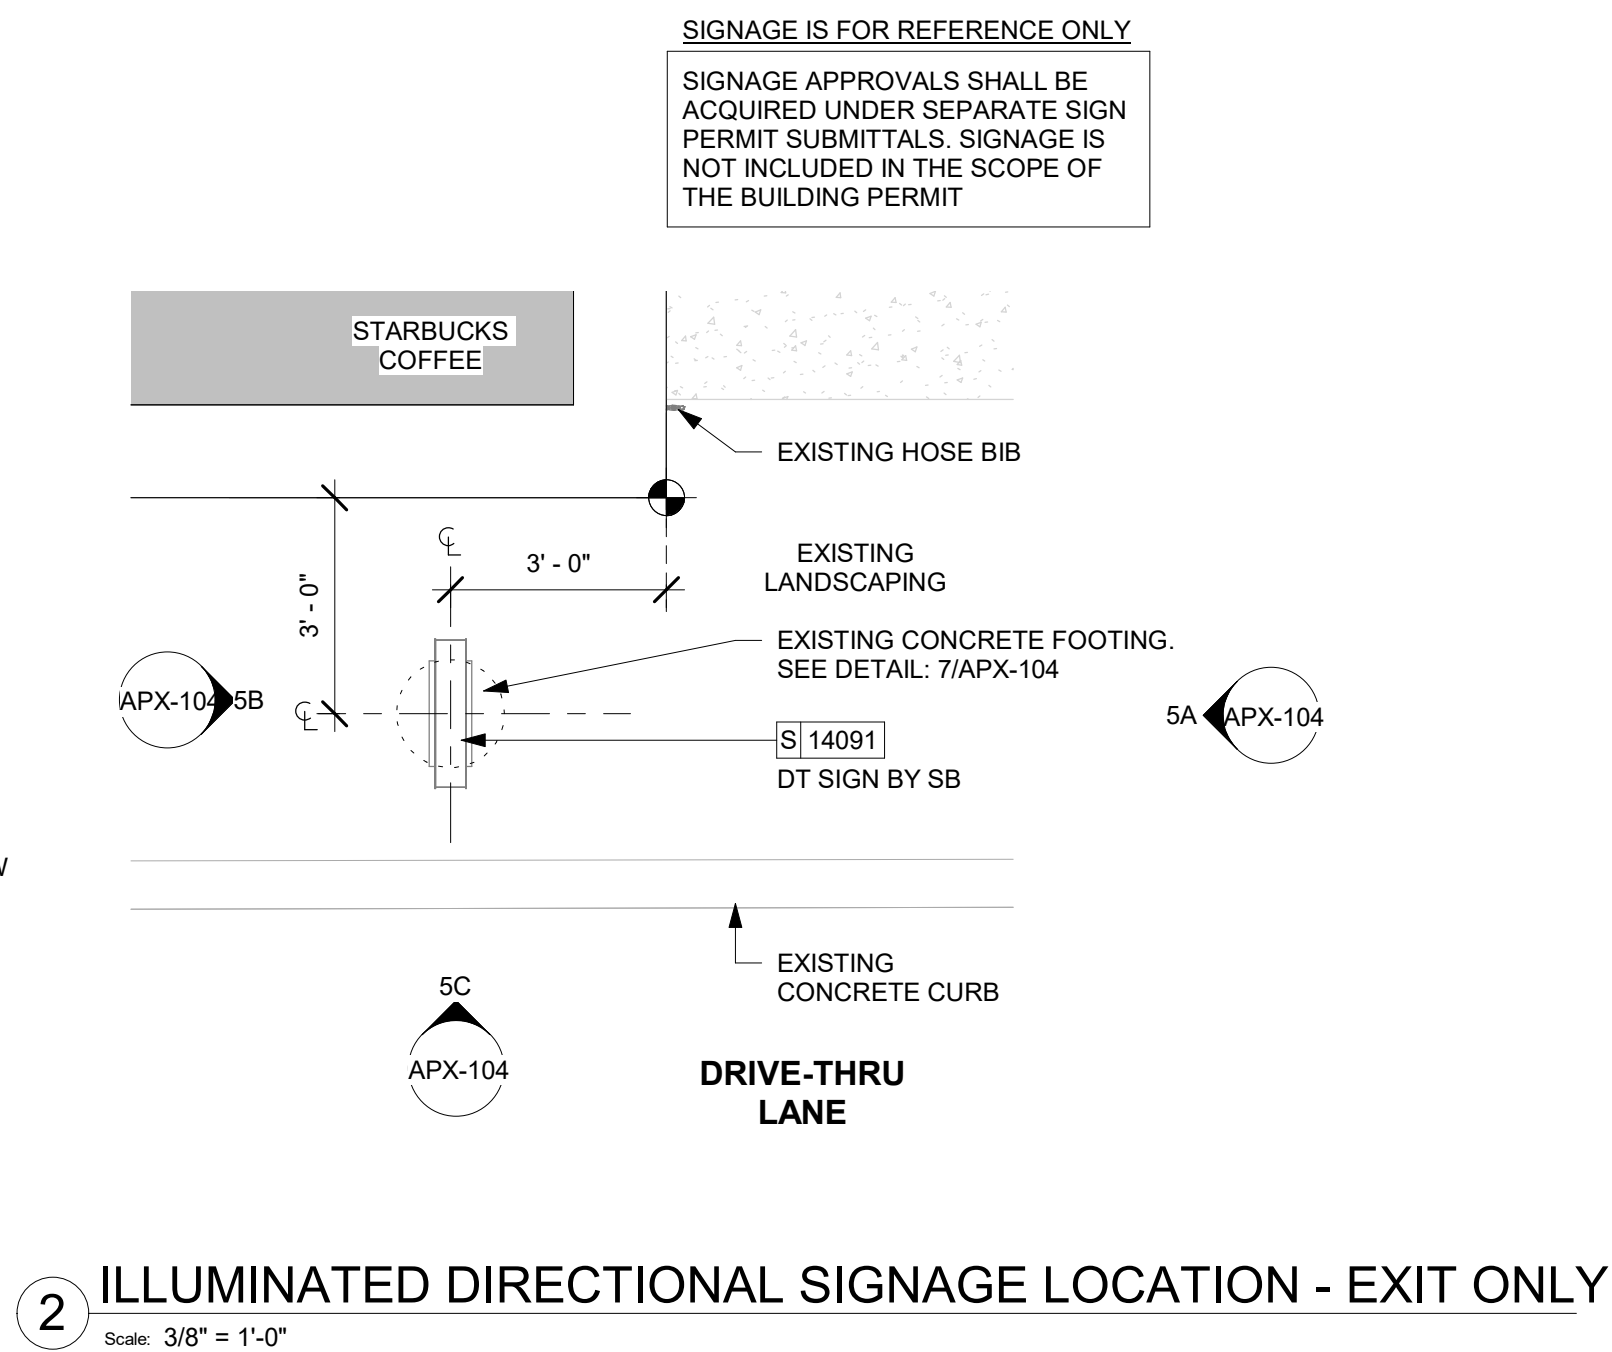 SIGNAGE IS FOR REFERENCE ONLY
SIGNAGE APPROVALS SHALL BE
ACQUIRED UNDER SEPARATE SIGN
PERMIT SUBMITTALS. SIGNAGE IS
NOT INCLUDED IN THE SCOPE OF
THE BUILDING PERMIT
STARBUCKS
COFFEE
EXISTING HOSE BIB
3' - 0"
3' - 0"
EXISTING
LANDSCAPING
EXISTING CONCRETE FOOTING.
SEE DETAIL: 7/APX-104
APX-104 5B
5A APX-104
S 14091
DT SIGN BY SB
EXISTING
CONCRETE CURB
5C
APX-104
DRIVE-THRU
LANE
2 ILLUMINATED DIRECTIONAL SIGNAGE LOCATION - EXIT ONLY
Scale: 3/8" = 1'-0"